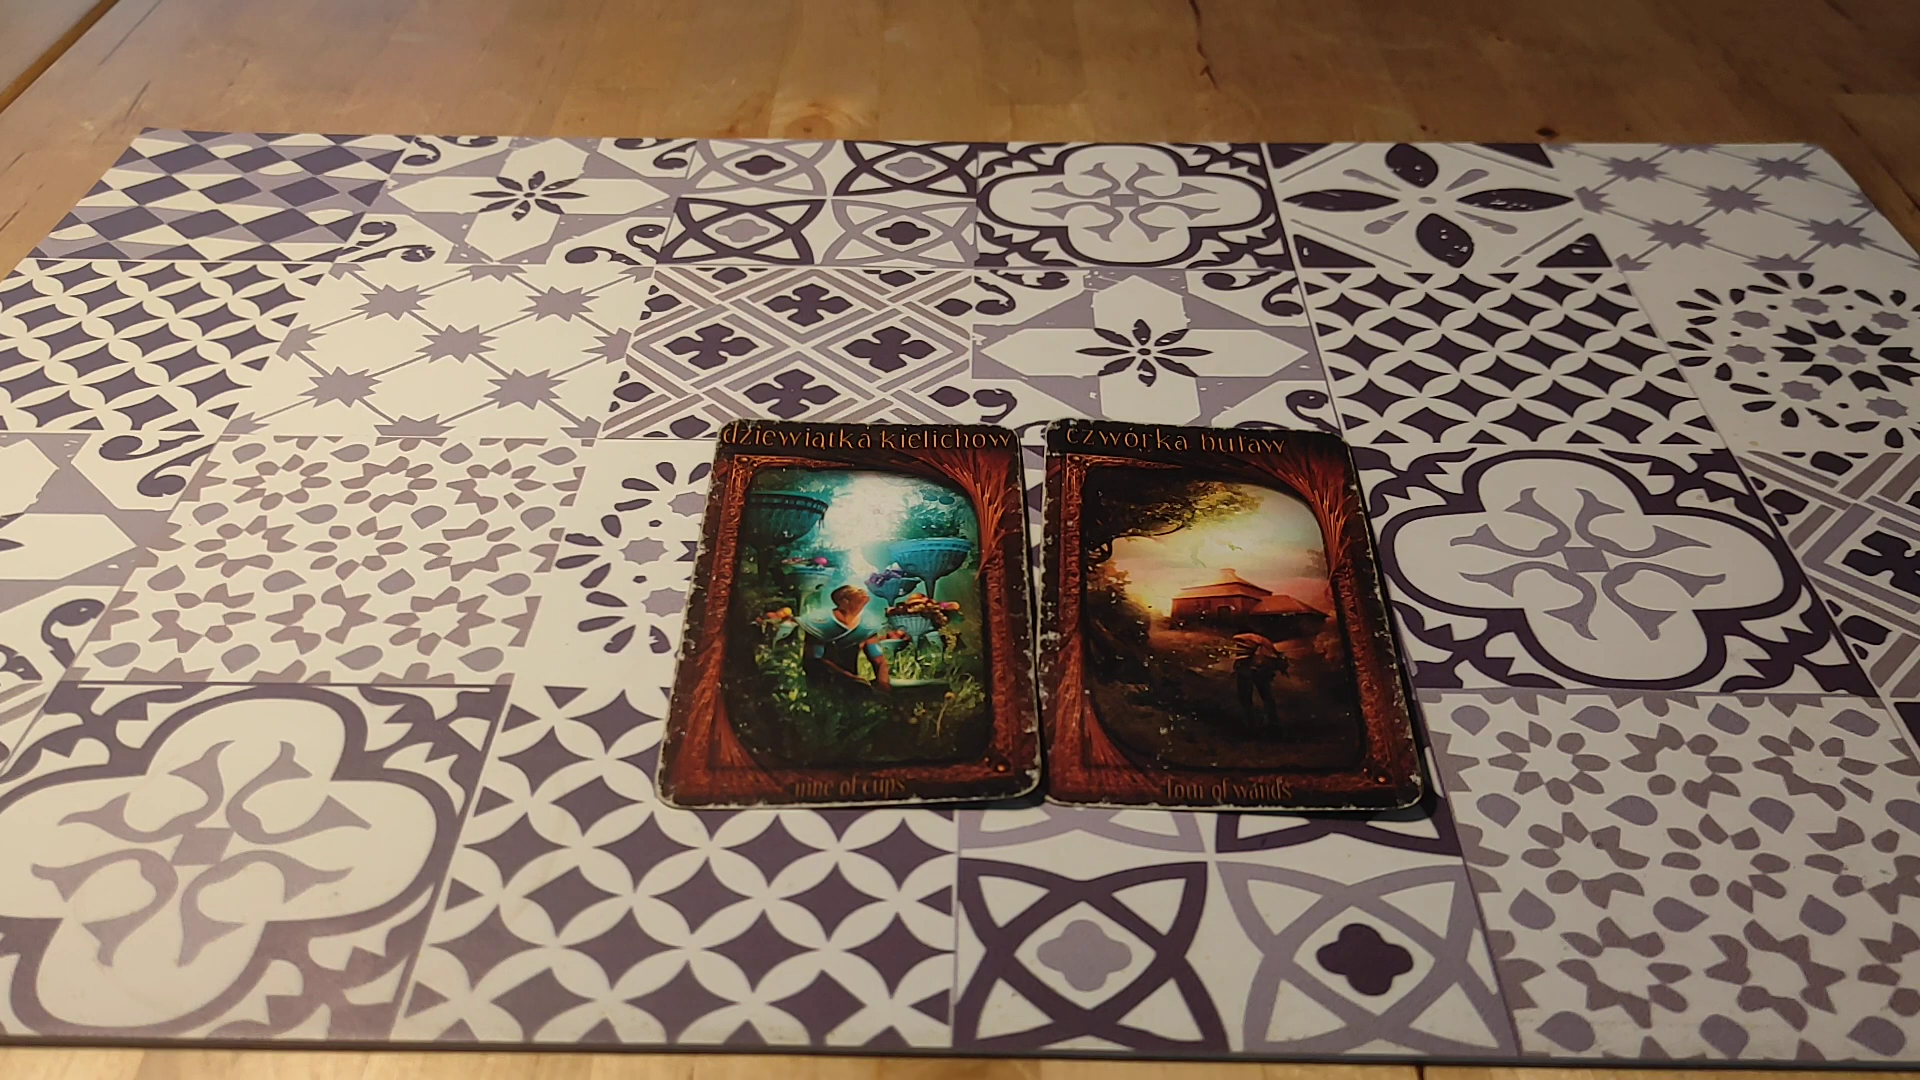 dziewiątka kielichów
czwórka buław
nine of cups
four of wands